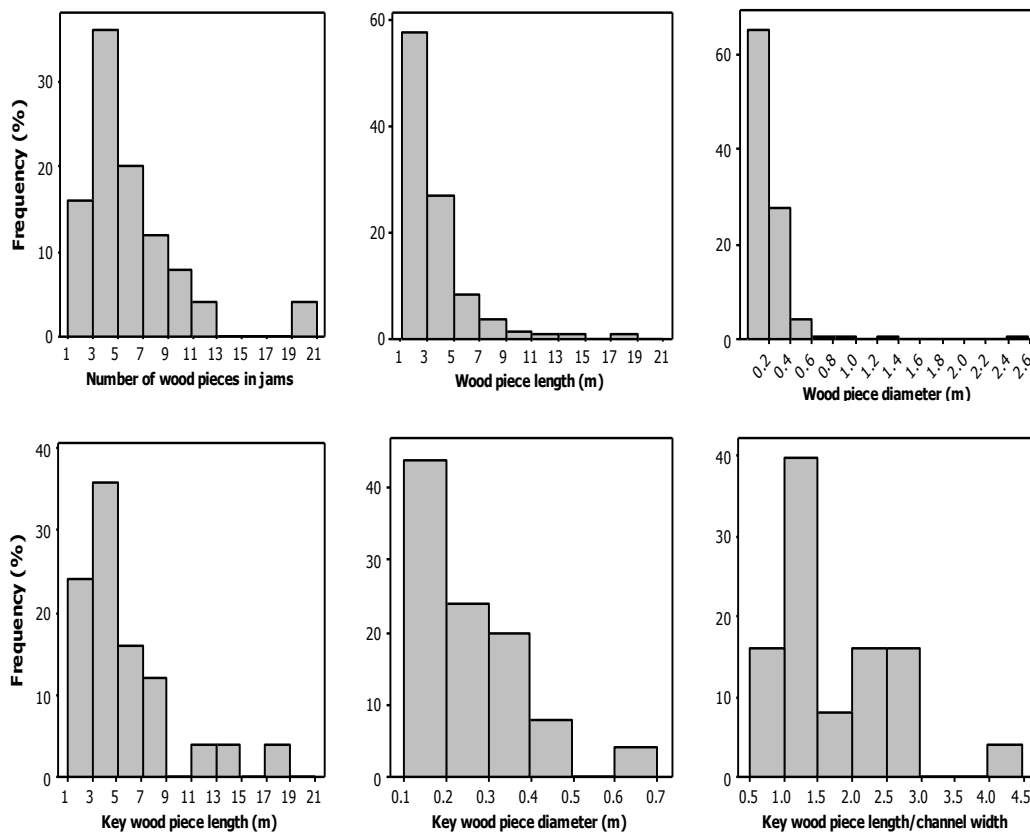 Frequency (%)
30
20
10
0
1 3 5 7 9 11 13 15 17 19 21
Number of wood pieces in jams
60
40
20
0
1 3 5 7 9 11 13 15 17 19 21
Wood piece length (m)
60
40
20
0
0.2 0.4 0.6 0.8 1.0 1.2 1.4 1.6 1.8 2.0 2.2 2.4 2.6
Wood piece diameter (m)
Frequency (%)
40
30
20
10
0
1 3 5 7 9 11 13 15 17 19 21
Key wood piece length (m)
40
30
20
10
0
0.1 0.2 0.3 0.4 0.5 0.6 0.7
Key wood piece diameter (m)
40
30
20
10
0
0.5 1.0 1.5 2.0 2.5 3.0 3.5 4.0 4.5
Key wood piece length/channel width